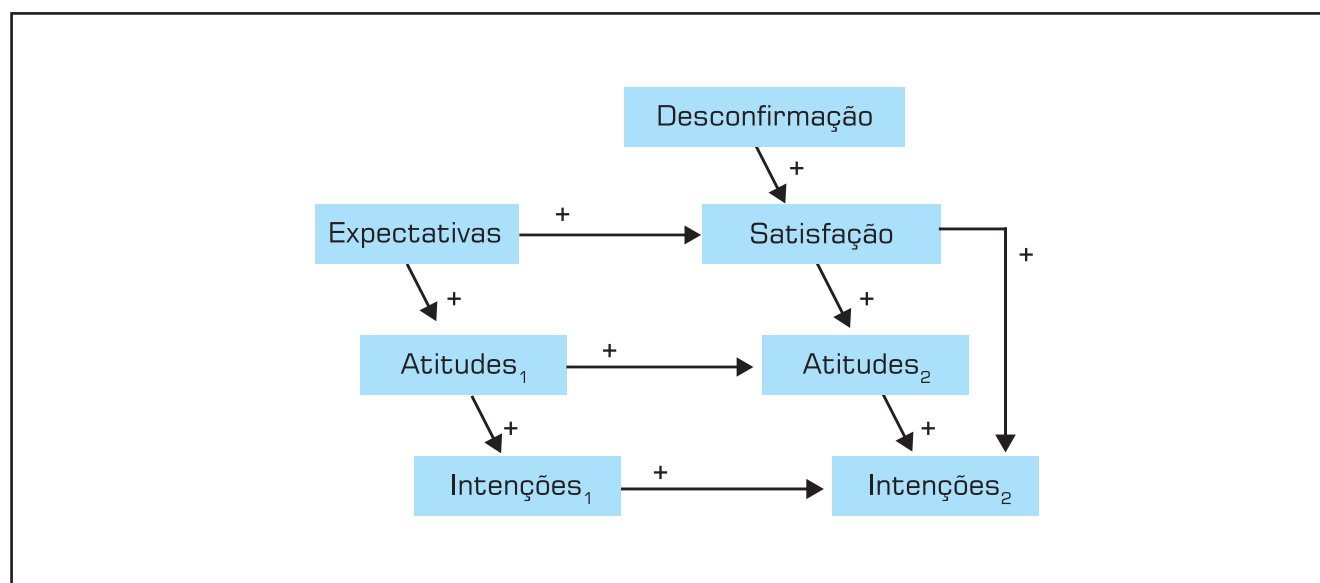 Desconfirmação
+
Expectativas
+
Satisfação
+
+
+
Atitudes₁
+
Atitudes₂
+
+
Intenções₁
+
Intenções₂